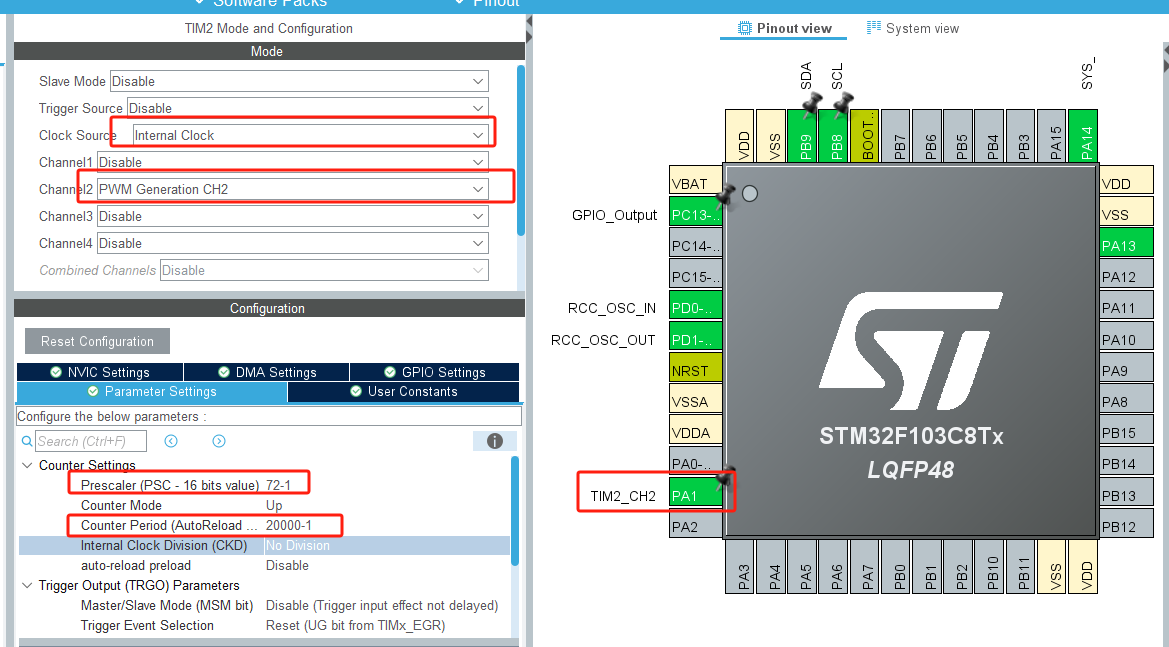 Software Packs
Pinout
TIM2 Mode and Configuration
Mode
Slave Mode Disable
Trigger Source Disable
Clock Source Internal Clock
Channel1 Disable
Channel2 PWM Generation CH2
Channel3 Disable
Channel4 Disable
Combined Channels Disable
Configuration
Reset Configuration
NVIC Settings
DMA Settings
GPIO Settings
Parameter Settings
User Constants
Configure the below parameters :
Search (Ctrl+F)
Counter Settings
Prescaler (PSC - 16 bits value) 72-1
Counter Mode Up
Counter Period (AutoReload ... 20000-1
Internal Clock Division (CKD) No Division
auto-reload preload Disable
Trigger Output (TRGO) Parameters
Master/Slave Mode (MSM bit) Disable (Trigger input effect not delayed)
Trigger Event Selection Reset (UG bit from TIMx_EGR)
Pinout view
System view
SDA
SCL
SYS_
VDD
VSS
PB9
PB8
BOOT..
PB7
PB6
PB5
PB4
PB3
PA15
PA14
VBAT
GPIO_Output PC13-..
PC14-..
PC15-..
RCC_OSC_IN PD0-..
RCC_OSC_OUT PD1-..
NRST
VSSA
VDDA
PA0-..
TIM2_CH2 PA1
PA2
STM32F103C8Tx
LQFP48
VDD
VSS
PA13
PA12
PA11
PA10
PA9
PA8
PB15
PB14
PB13
PB12
PA3
PA4
PA5
PA6
PA7
PB0
PB1
PB2
PB10
PB11
VSS
VDD